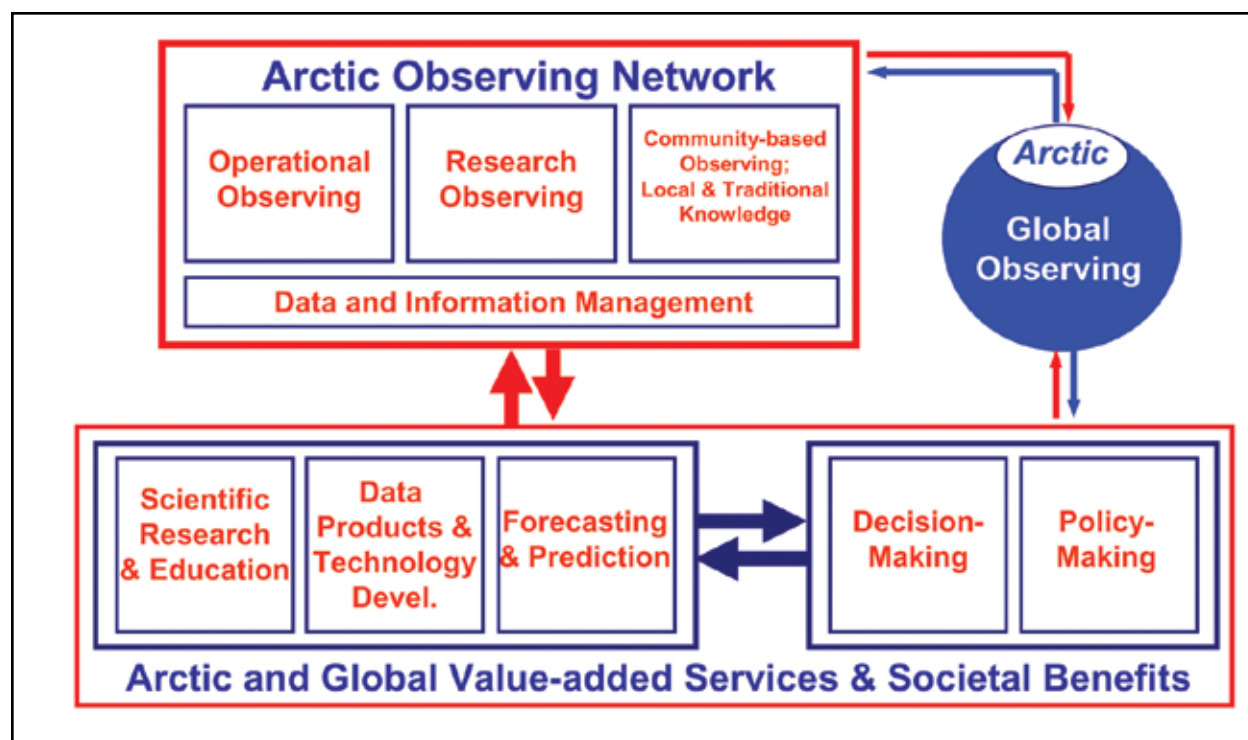 Arctic Observing Network
Operational
Observing
Research
Observing
Community-based
Observing;
Local & Traditional
Knowledge
Data and Information Management
Arctic
Global
Observing
Scientific
Research
& Education
Data
Products &
Technology
Devel.
Forecasting
& Prediction
Decision-
Making
Policy-
Making
Arctic and Global Value-added Services & Societal Benefits